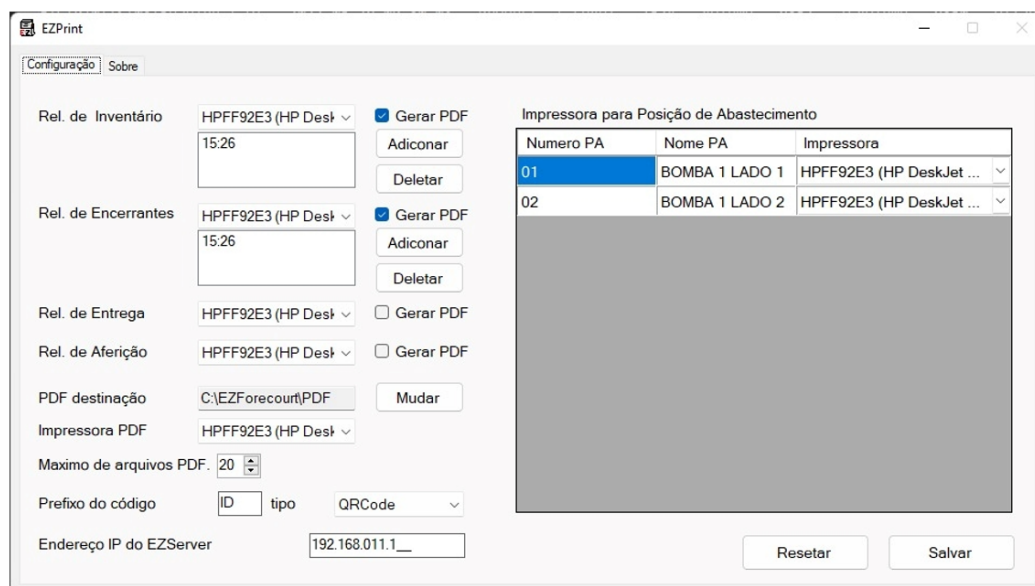 EZPrint
Configuração Sobre
Rel. de Inventário HPFF92E3 (HP Desk Gerar PDF
15:26
Adiconar
Deletar
Rel. de Encerrantes HPFF92E3 (HP Desk Gerar PDF
15:26
Adiconar
Deletar
Rel. de Entrega HPFF92E3 (HP Desk Gerar PDF
Rel. de Aferição HPFF92E3 (HP Desk Gerar PDF
PDF destinação C:\EZForecourt\PDF Mudar
Impressora PDF HPFF92E3 (HP Desk
Maximo de arquivos PDF. 20
Prefixo do código ID tipo QRCode
Endereço IP do EZServer 192.168.011.1__
Impressora para Posição de Abastecimento
Numero PA Nome PA Impressora
01 BOMBA 1 LADO 1 HPFF92E3 (HP DeskJet ...
02 BOMBA 1 LADO 2 HPFF92E3 (HP DeskJet ...
Resetar Salvar